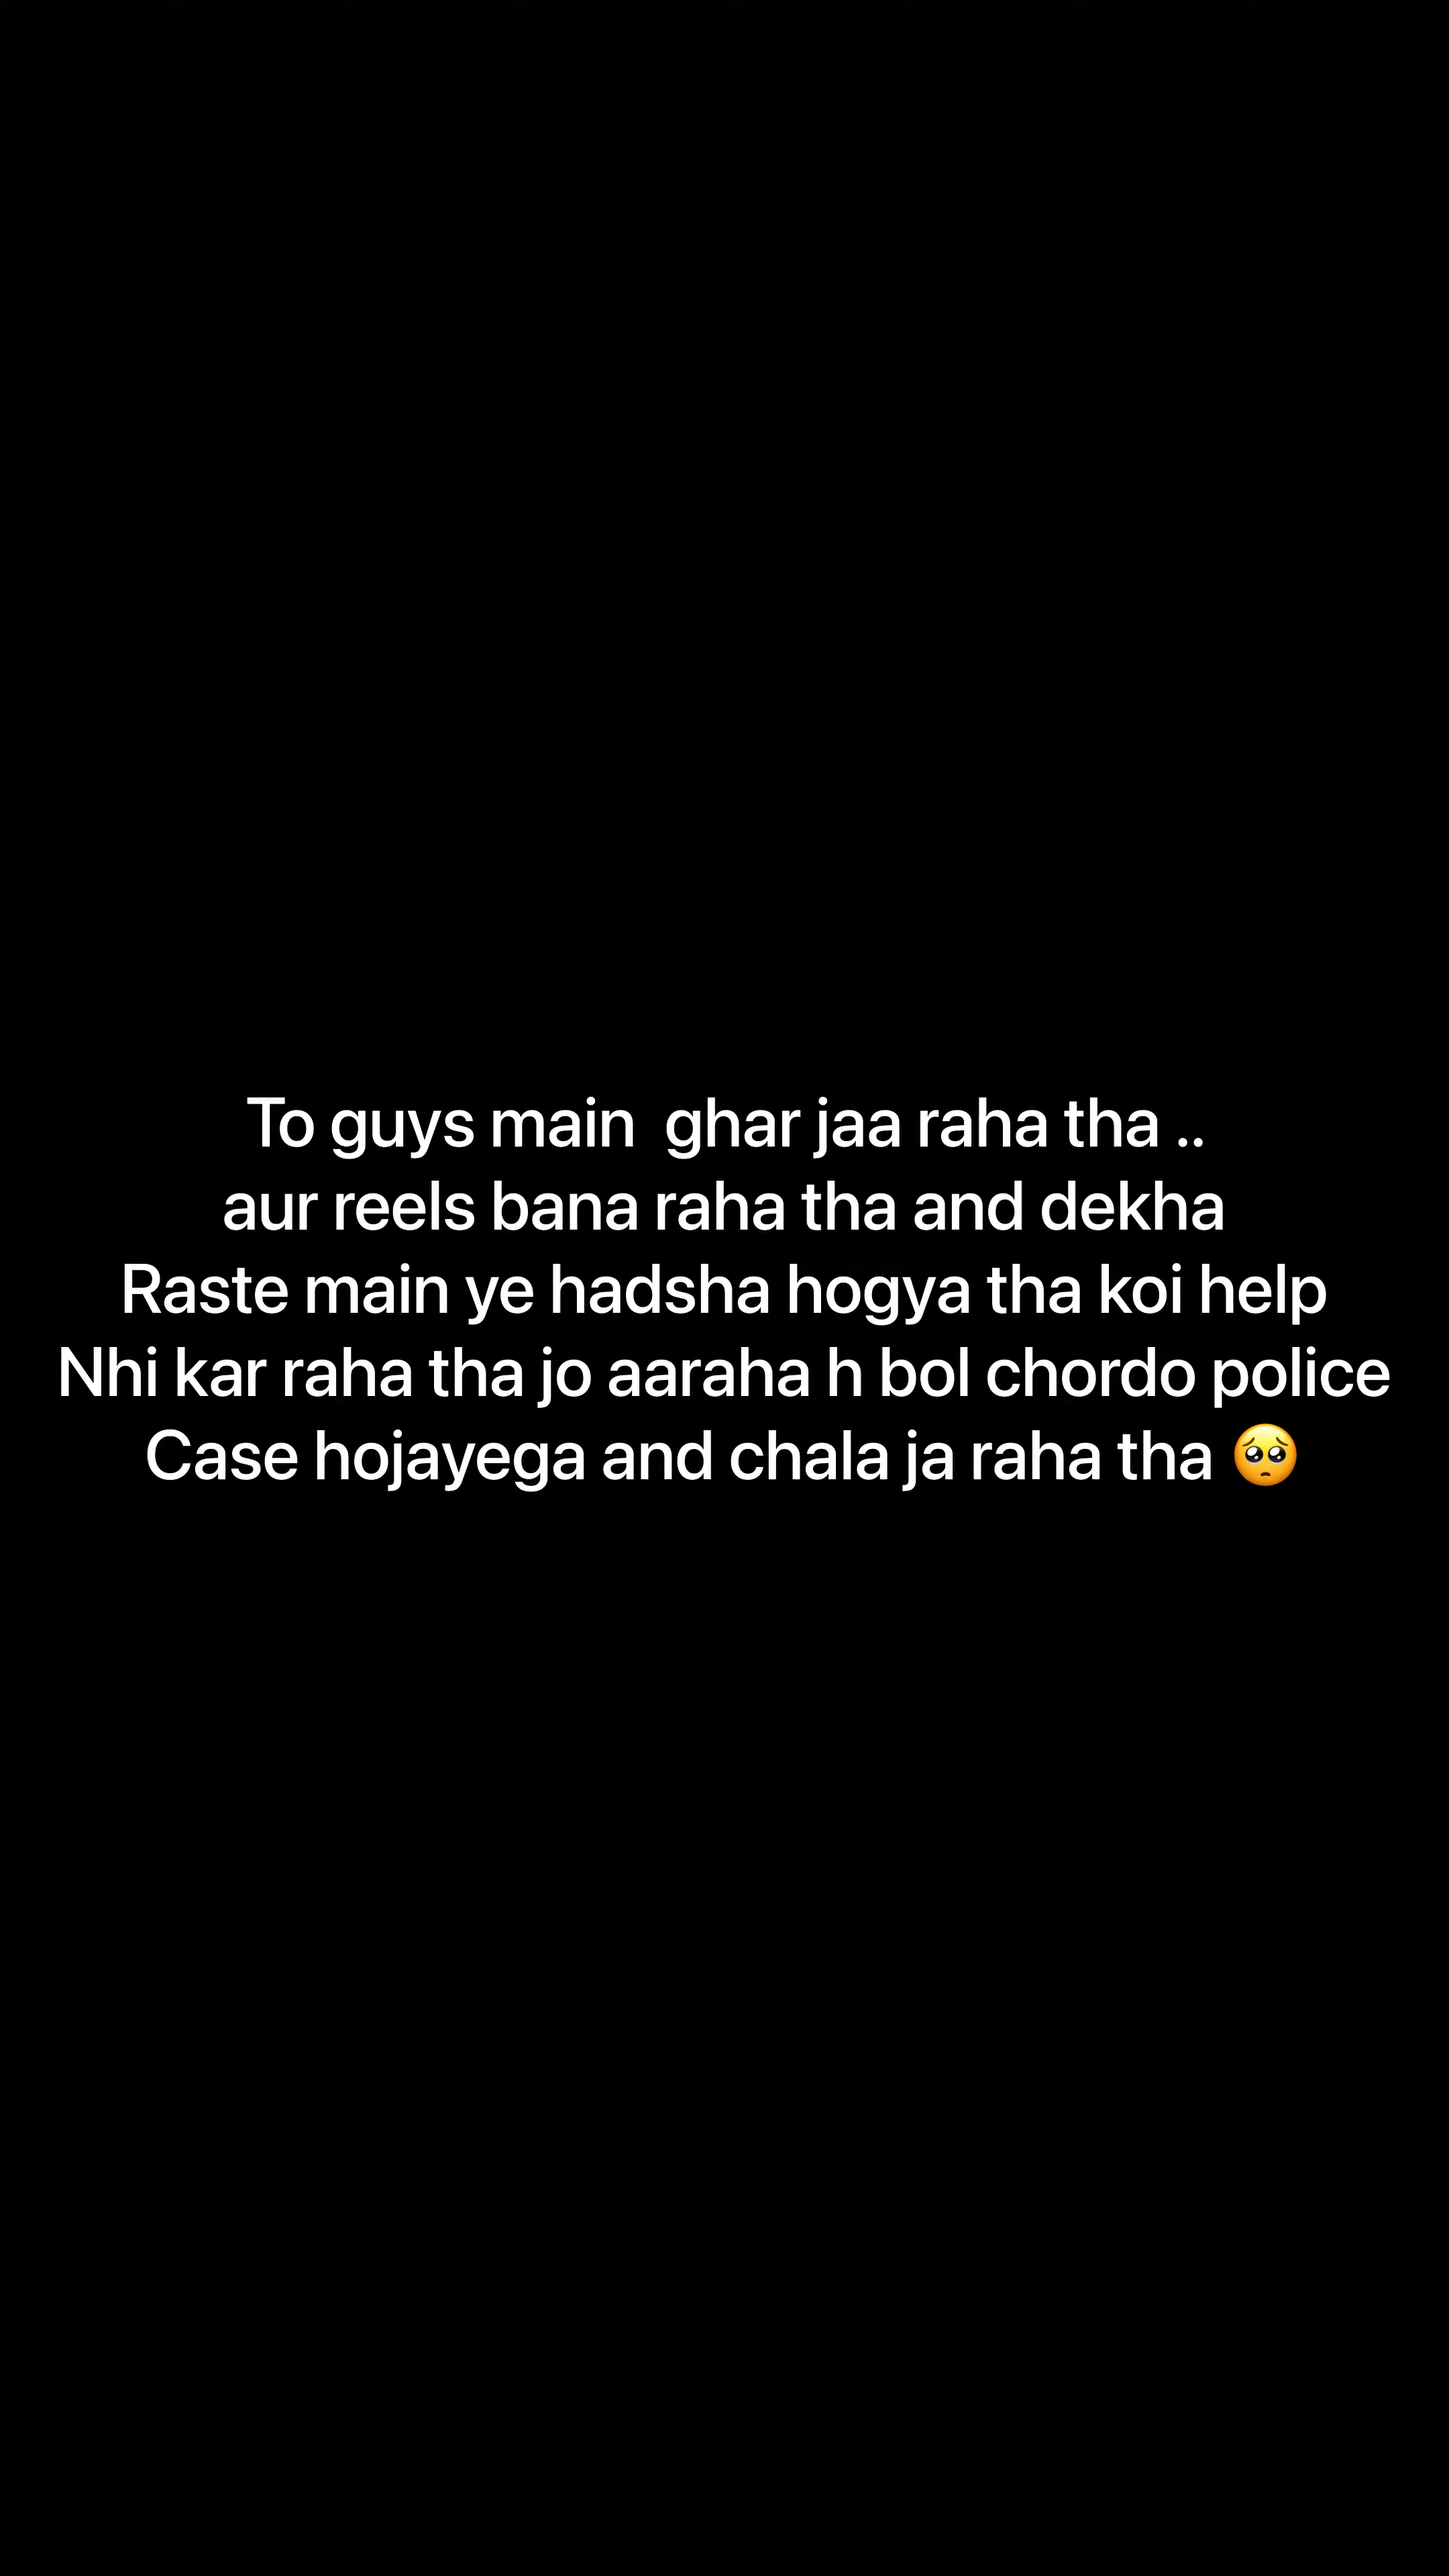 To guys main  ghar jaa raha tha ..
aur reels bana raha tha and dekha
Raste main ye hadsha hogya tha koi help
Nhi kar raha tha jo aaraha h bol chordo police
Case hojayega and chala ja raha tha 🥺